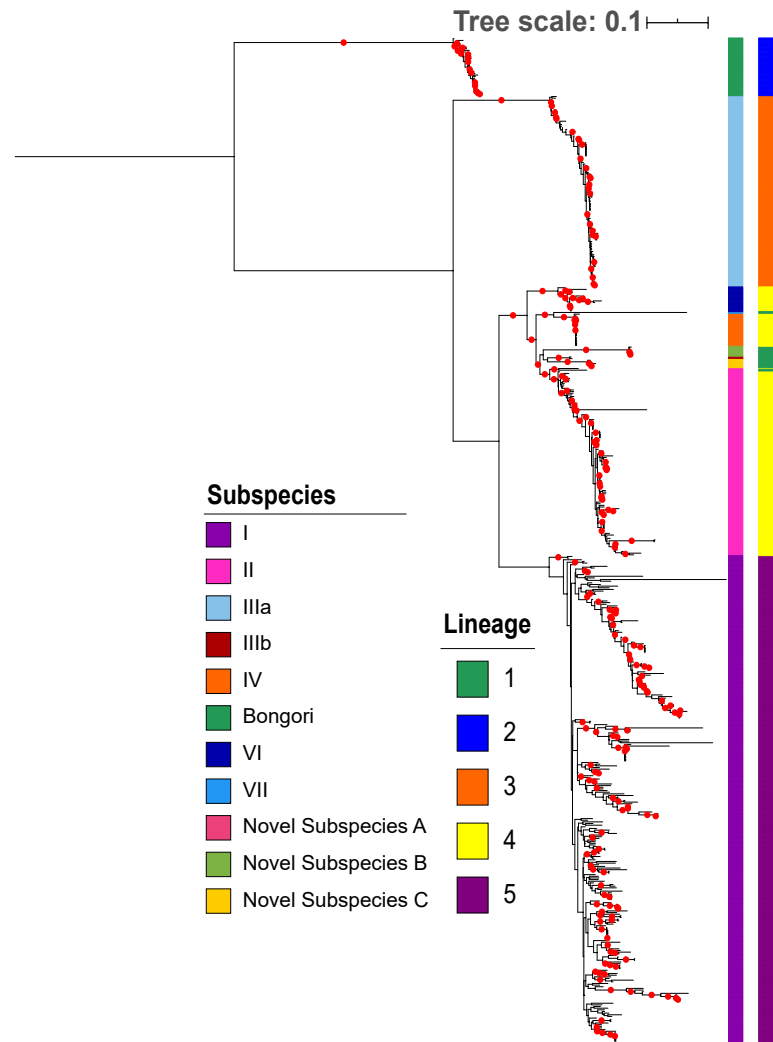 Tree scale: 0.1
Subspecies
I
II
IIIa
IIIb
IV
Bongori
VI
VII
Novel Subspecies A
Novel Subspecies B
Novel Subspecies C
Lineage
1
2
3
4
5